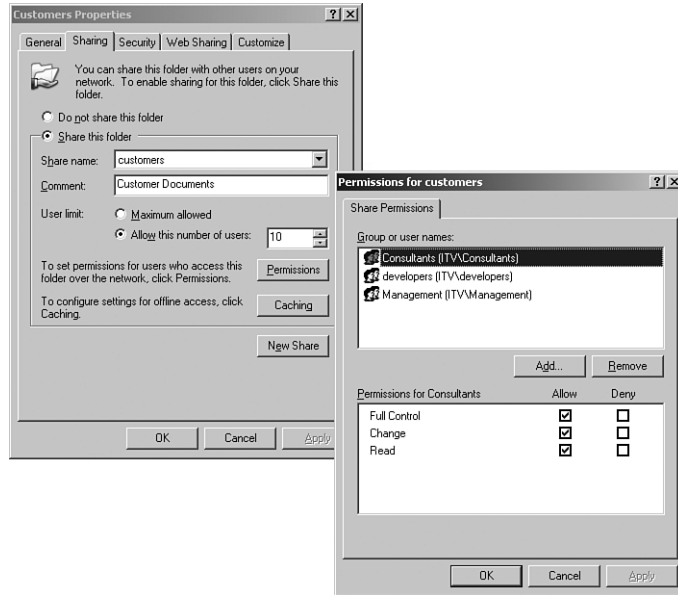 Customers Properties
General Sharing Security Web Sharing Customize
You can share this folder with other users on your
network. To enable sharing for this folder, click Share this
folder.
Do not share this folder
Share this folder
Share name: customers
Comment: Customer Documents
User limit: Maximum allowed
Allow this number of users: 10
To set permissions for users who access this
folder over the network, click Permissions.
Permissions
To configure settings for offline access, click
Caching.
Caching
New Share
OK Cancel Apply
Permissions for customers
Share Permissions
Group or user names:
Consultants (ITV\Consultants)
developers (ITV\developers)
Management (ITV\Management)
Add... Remove
Permissions for Consultants Allow Deny
Full Control
Change
Read
OK Cancel Apply